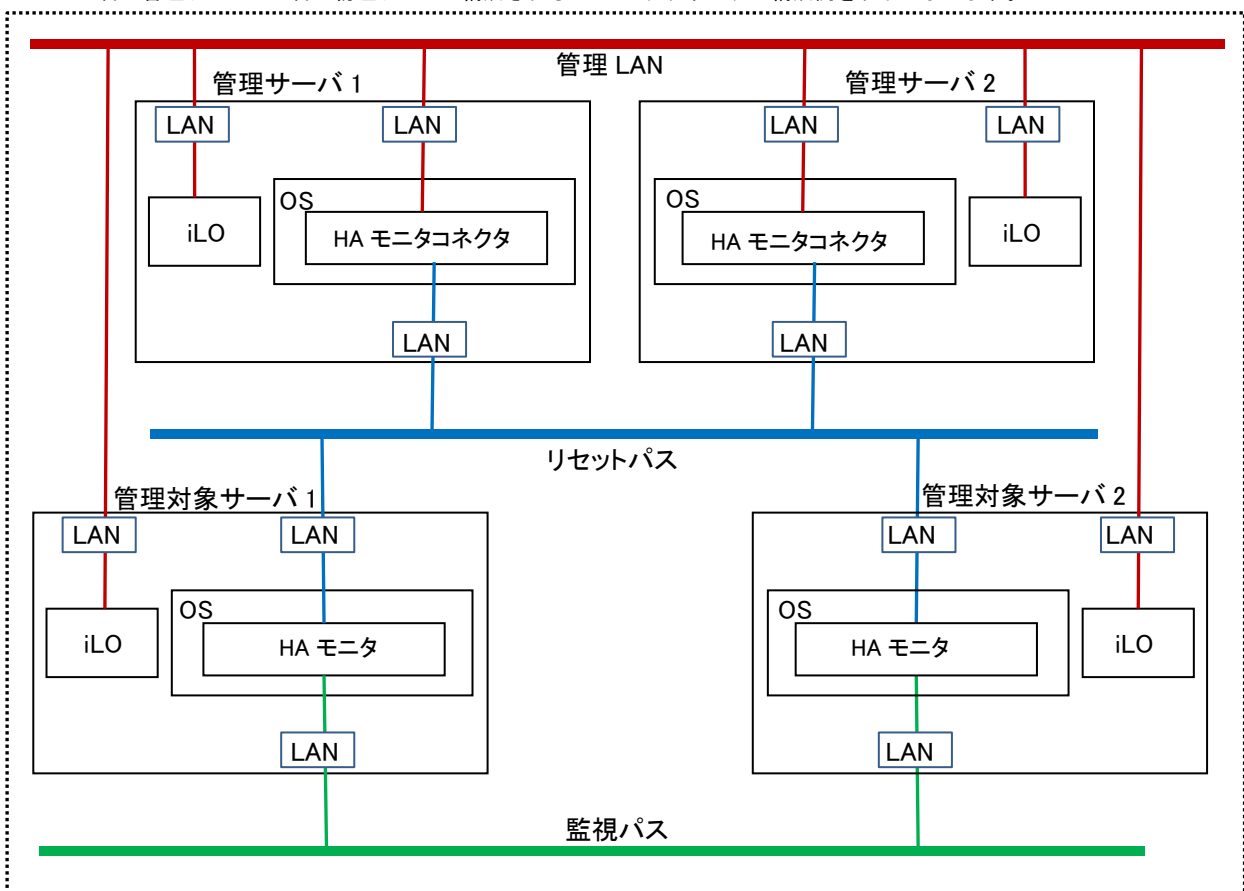 管理 LAN
管理サーバ 1
管理サーバ 2
LAN
LAN
LAN
LAN
iLO
OS
HA モニタコネクタ
OS
HA モニタコネクタ
iLO
LAN
LAN
リセットパス
管理対象サーバ 1
管理対象サーバ 2
LAN
LAN
LAN
LAN
iLO
OS
HA モニタ
OS
HA モニタ
iLO
LAN
LAN
監視パス